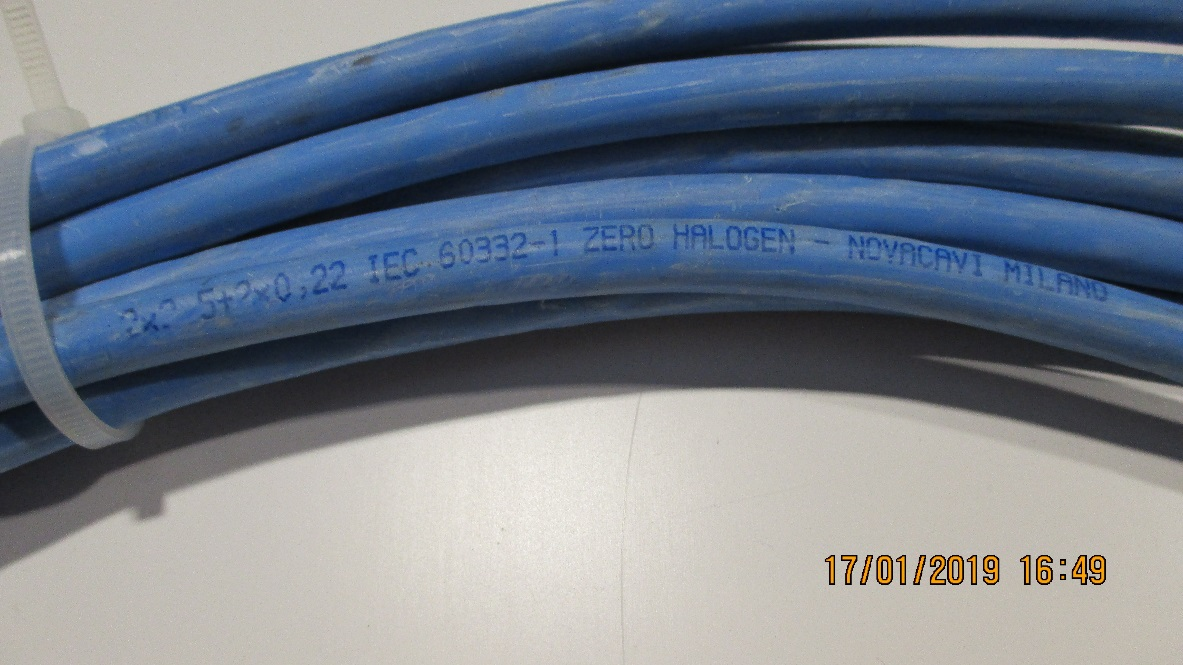 IEC 60332-1 ZERO HALOGEN - NOVACAVI MILANO
17/01/2019 16:49